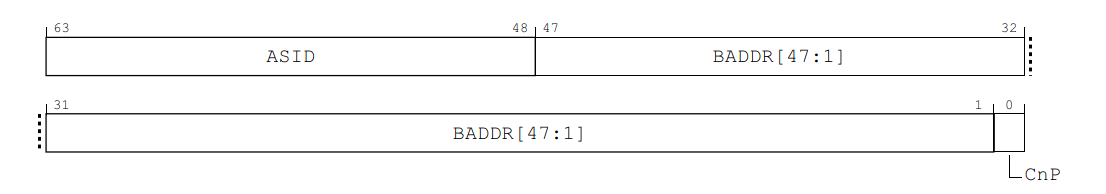 63 48 47 32
ASID BADDR[47:1]
31 1 0
BADDR[47:1]
CnP